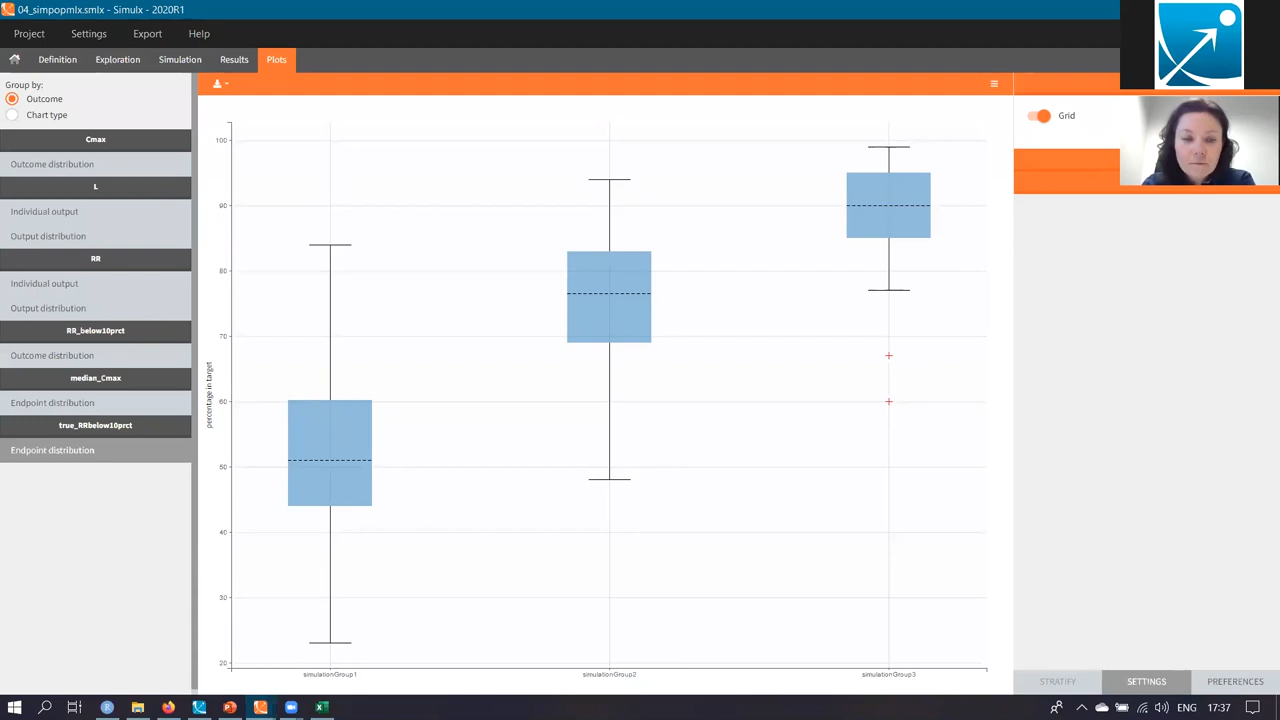 04_simpopmlx.smlx - Simulx - 2020R1
Project Settings Export Help
Definition Exploration Simulation Results Plots
Group by:
Outcome
Chart type
Cmax
Outcome distribution
L
Individual output
Output distribution
RR
Individual output
Output distribution
RR_below10prct
Outcome distribution
median_Cmax
Endpoint distribution
true_RRbelow10prct
Endpoint distribution
percentage in target
100
90
80
70
60
50
40
30
20
simulationGroup1 simulationGroup2 simulationGroup3
Grid
STRATIFY SETTINGS PREFERENCES
ENG 17:37